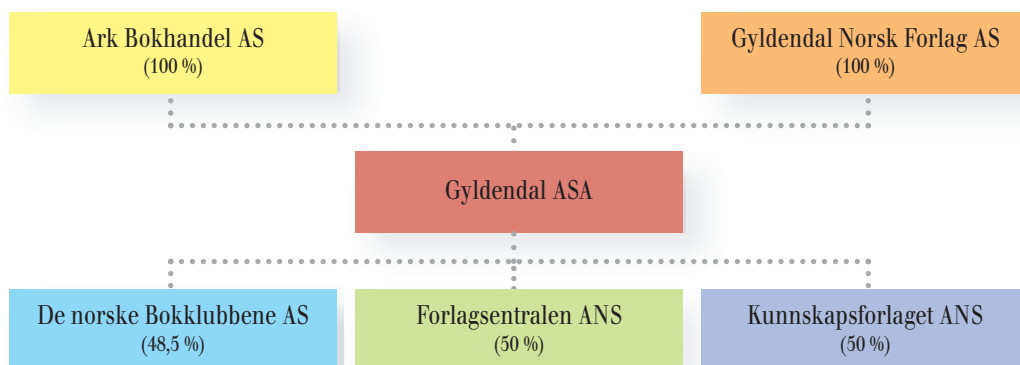 Ark Bokhandel AS
(100 %)
Gyldendal Norsk Forlag AS
(100 %)
Gyldendal ASA
De norske Bokklubbene AS
(48,5 %)
Forlagsentralen ANS
(50 %)
Kunnskapsforlaget ANS
(50 %)